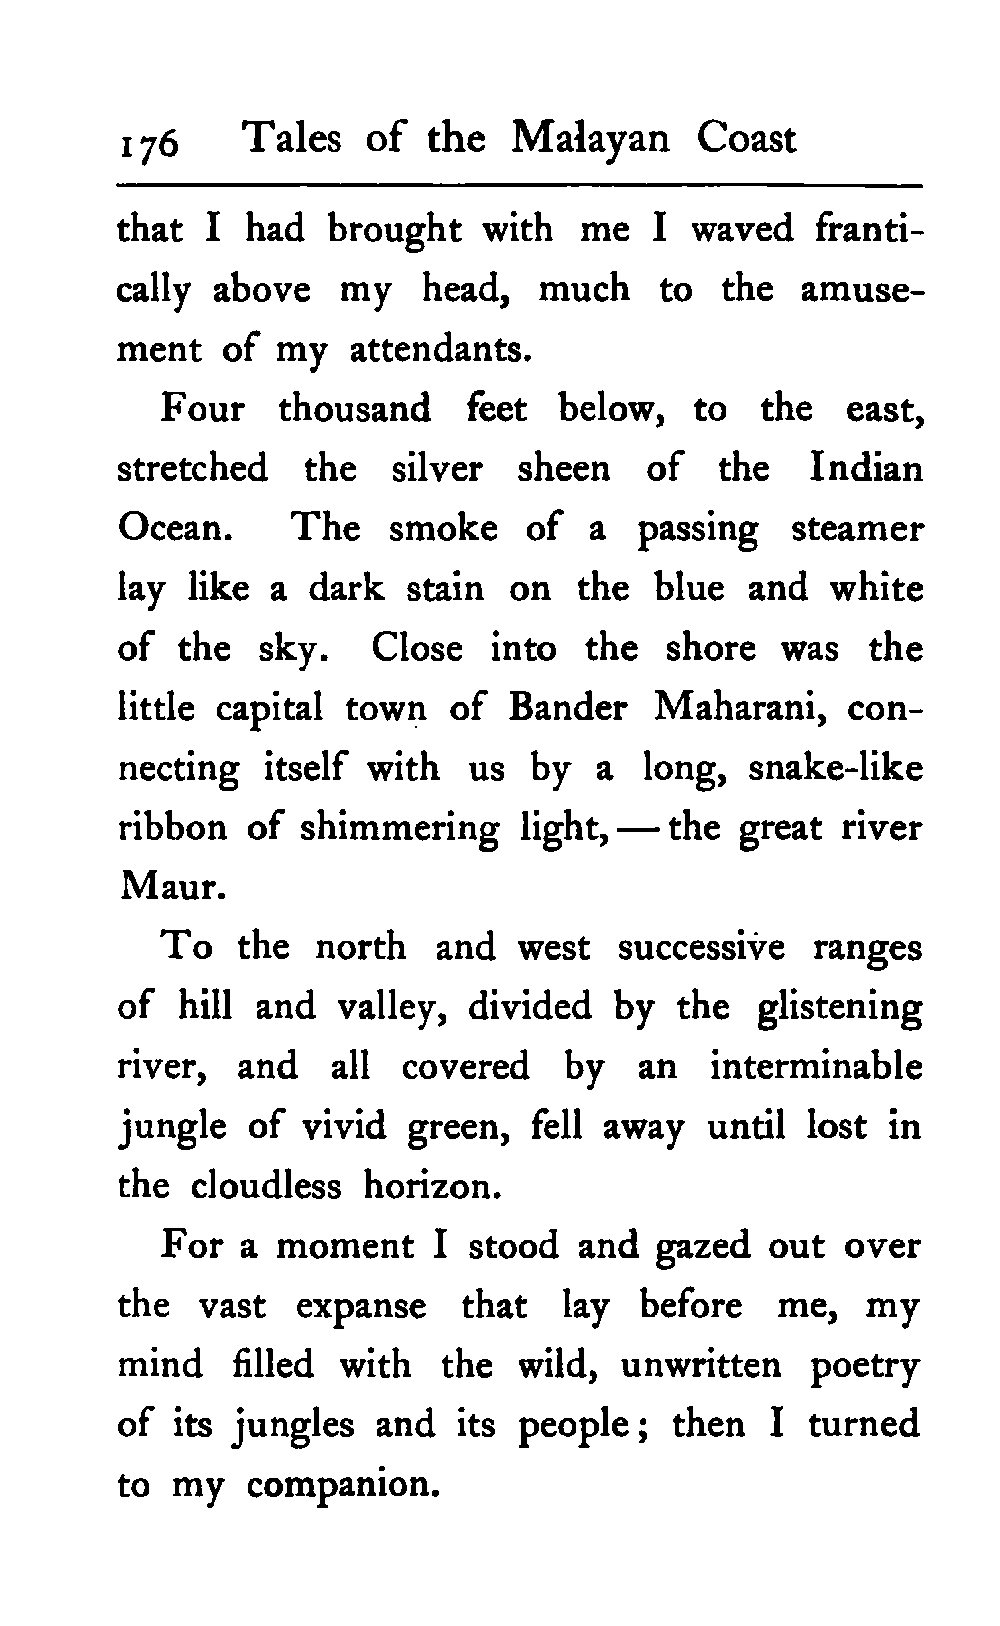 176 Tales of the Malayan Coast
that I had brought with me I waved franti-
cally above my head, much to the amuse-
ment of my attendants.
Four thousand feet below, to the east,
stretched the silver sheen of the Indian
Ocean. The smoke of a passing steamer
lay like a dark stain on the blue and white
of the sky. Close into the shore was the
little capital town of Bander Maharani, con-
necting itself with us by a long, snake-like
ribbon of shimmering light, — the great river
Maur.
To the north and west successive ranges
of hill and valley, divided by the glistening
river, and all covered by an interminable
jungle of vivid green, fell away until lost in
the cloudless horizon.
For a moment I stood and gazed out over
the vast expanse that lay before me, my
mind filled with the wild, unwritten poetry
of its jungles and its people; then I turned
to my companion.